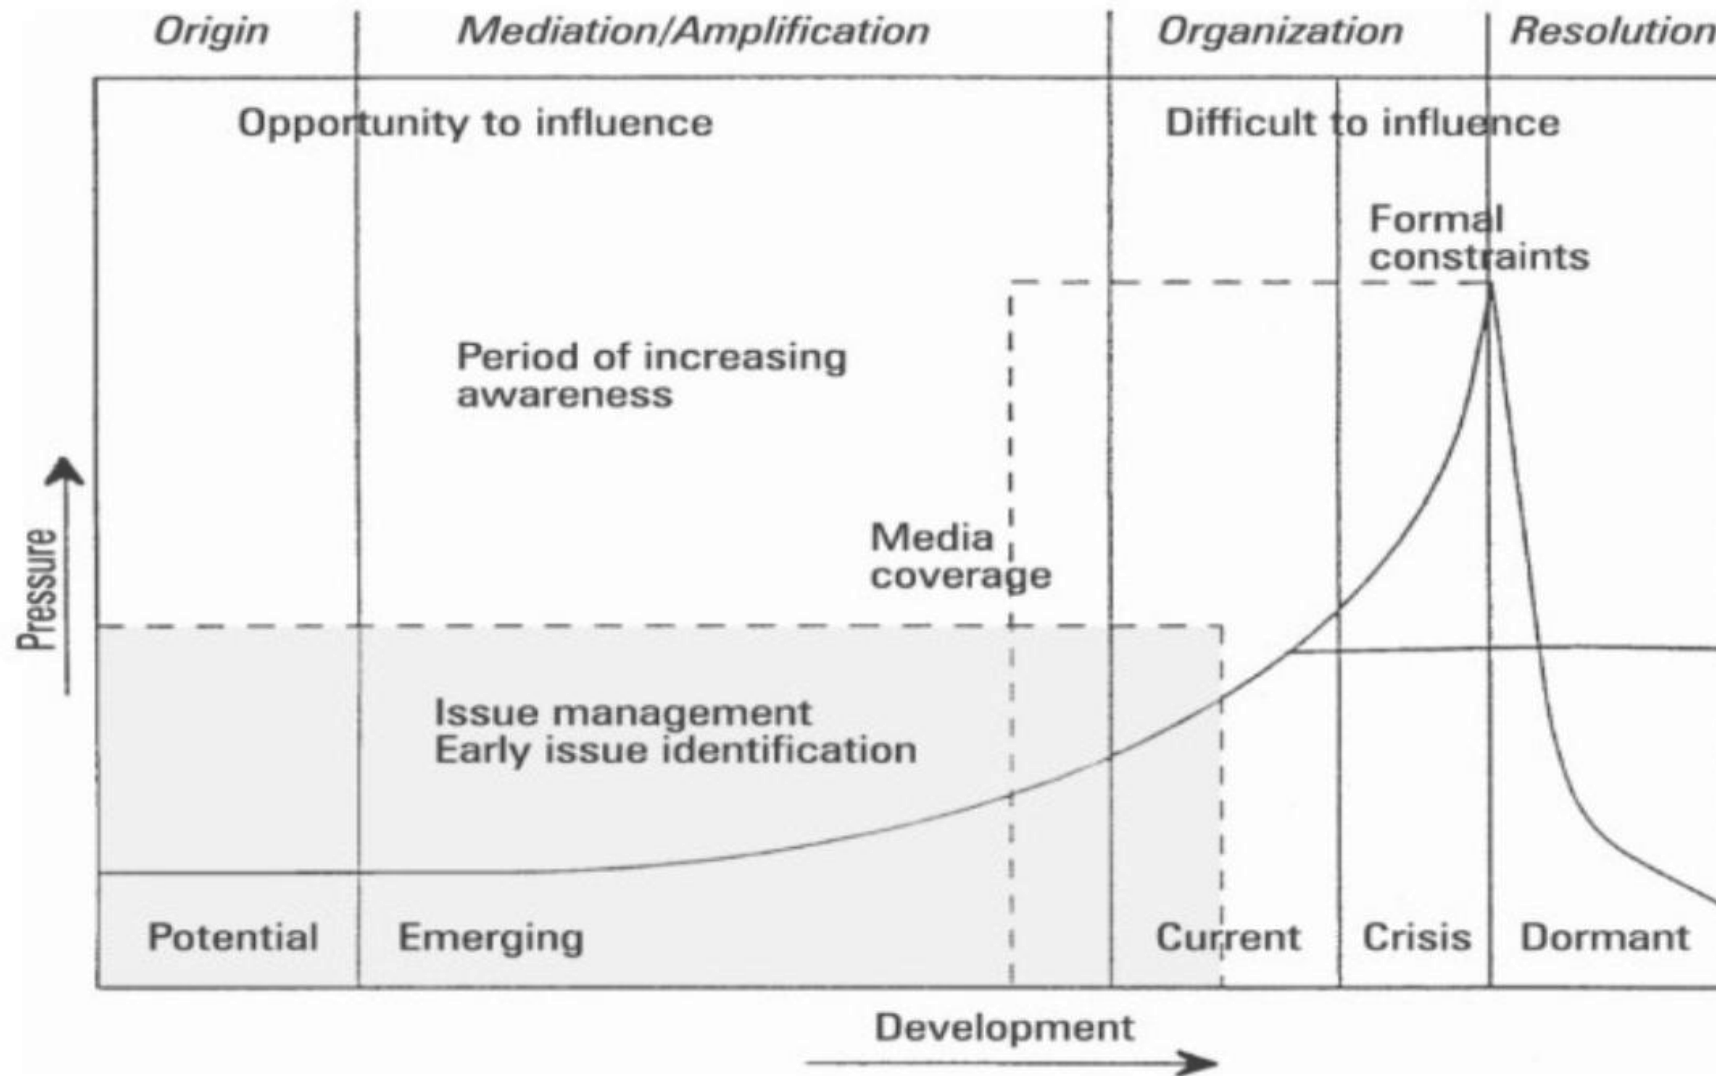 Origin
Mediation/Amplification
Organization
Resolution
Opportunity to influence
Difficult to influence
Formal
constraints
Period of increasing
awareness
Media
coverage
Pressure
Issue management
Early issue identification
Potential
Emerging
Current
Crisis
Dormant
Development